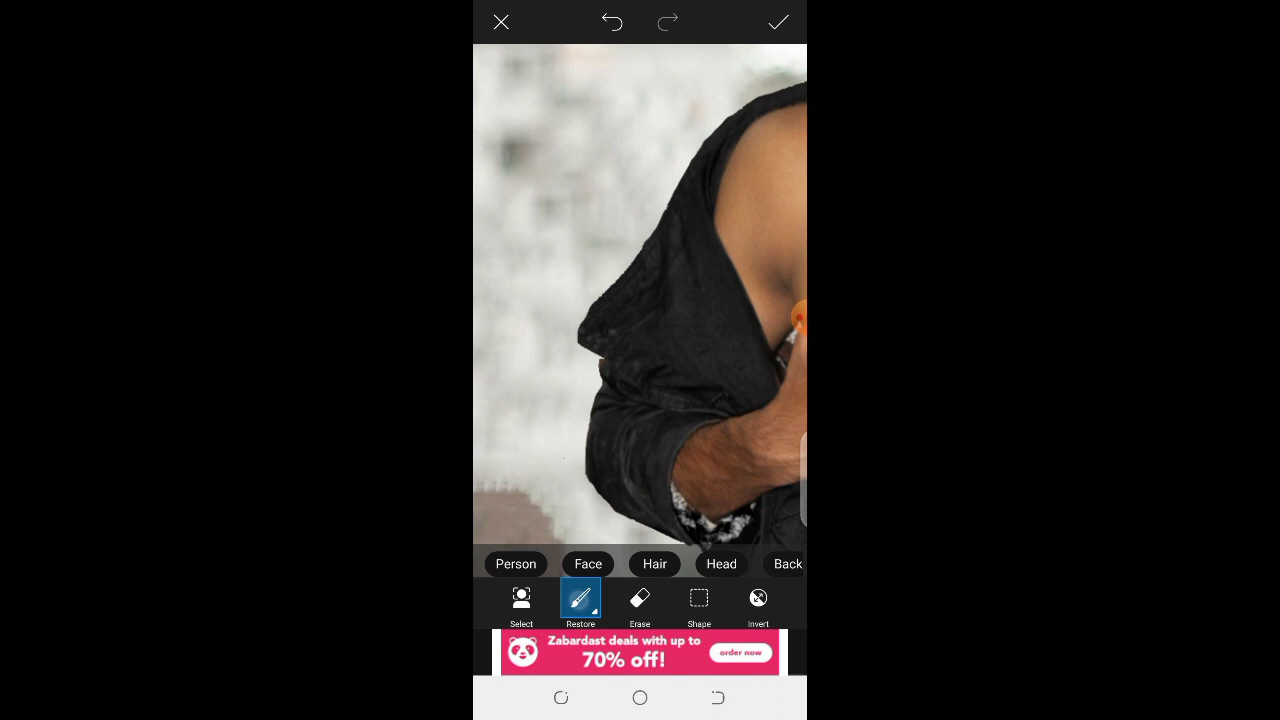 Person Face Hair Head Back
Select Restore Erase Shape Invert
Zabardast deals with up to
70% off!
order now